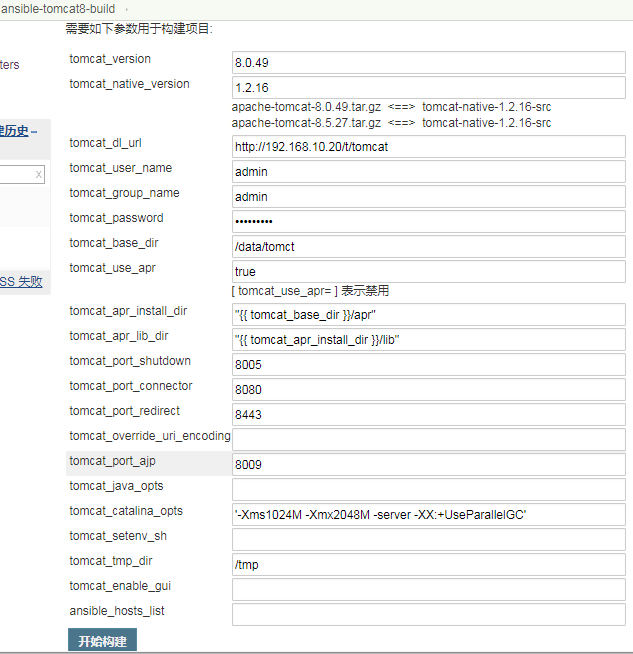 ansible-tomcat8-build
需要如下参数用于构建项目:
ters
tomcat_version 8.0.49
tomcat_native_version 1.2.16
apache-tomcat-8.0.49.tar.gz <==> tomcat-native-1.2.16-src
apache-tomcat-8.5.27.tar.gz <==> tomcat-native-1.2.16-src
建历史
x
tomcat_dl_url http://192.168.10.20/t/tomcat
tomcat_user_name admin
tomcat_group_name admin
tomcat_password •••••••••
tomcat_base_dir /data/tomct
tomcat_use_apr true
SS 失败
[ tomcat_use_apr= ] 表示禁用
tomcat_apr_install_dir "{{ tomcat_base_dir }}/apr"
tomcat_apr_lib_dir "{{ tomcat_apr_install_dir }}/lib"
tomcat_port_shutdown 8005
tomcat_port_connector 8080
tomcat_port_redirect 8443
tomcat_override_uri_encoding
tomcat_port_ajp 8009
tomcat_java_opts
tomcat_catalina_opts '-Xms1024M -Xmx2048M -server -XX:+UseParallelGC'
tomcat_setenv_sh
tomcat_tmp_dir /tmp
tomcat_enable_gui
ansible_hosts_list
开始构建